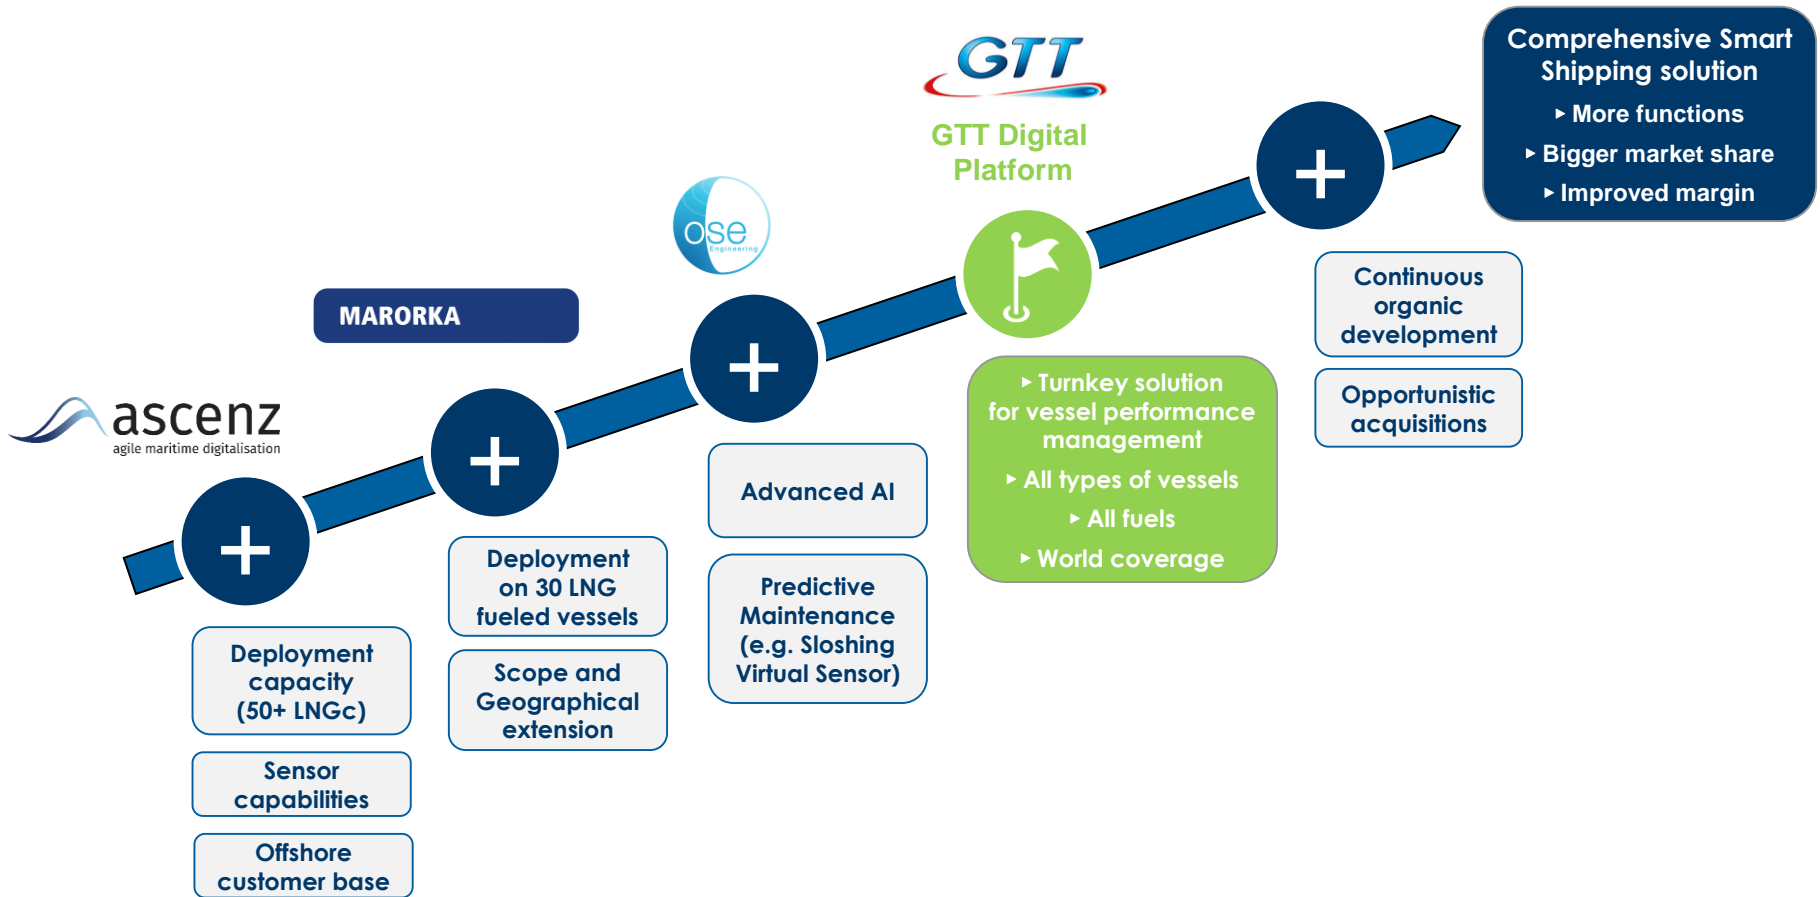 ascenz
agile maritime digitalisation
+
Deployment
capacity
(50+ LNGc)
Sensor
capabilities
Offshore
customer base
MARORKA
+
Deployment
on 30 LNG
fueled vessels
Scope and
Geographical
extension
ose
Engineering
+
Advanced AI
Predictive
Maintenance
(e.g. Sloshing
Virtual Sensor)
GTT
GTT Digital
Platform
▸ Turnkey solution
for vessel performance
management
▸ All types of vessels
▸ All fuels
▸ World coverage
+
Continuous
organic
development
Opportunistic
acquisitions
Comprehensive Smart
Shipping solution
▸ More functions
▸ Bigger market share
▸ Improved margin